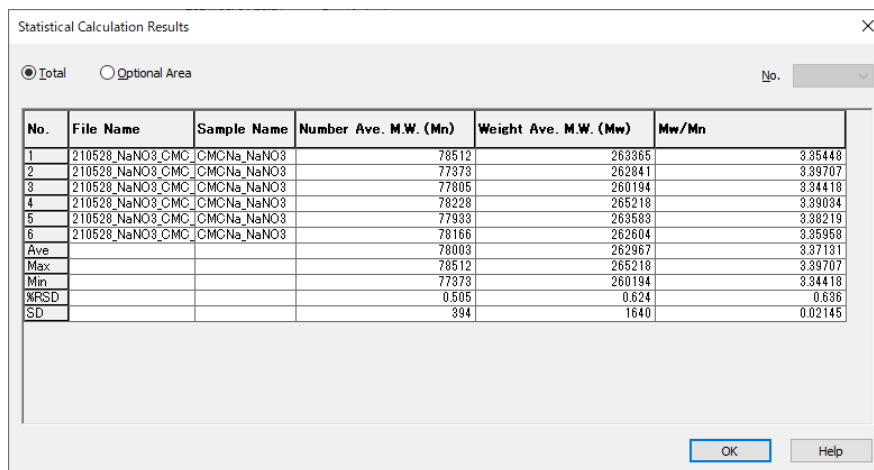 Statistical Calculation Results
Total Optional Area No.
No. File Name Sample Name Number Ave. M.W. (Mn) Weight Ave. M.W. (Mw) Mw/Mn
1 210528_NaNO3_CMC_ CMCNa_NaNO3 78512 263365 3.35448
2 210528_NaNO3_CMC_ CMCNa_NaNO3 77373 262841 3.39707
3 210528_NaNO3_CMC_ CMCNa_NaNO3 77805 260194 3.34418
4 210528_NaNO3_CMC_ CMCNa_NaNO3 78228 265218 3.39034
5 210528_NaNO3_CMC_ CMCNa_NaNO3 77933 263583 3.38219
6 210528_NaNO3_CMC_ CMCNa_NaNO3 78166 262604 3.35958
Ave 78003 262967 3.37131
Max 78512 265218 3.39707
Min 77373 260194 3.34418
%RSD 0.505 0.624 0.636
SD 394 1640 0.02145
OK Help